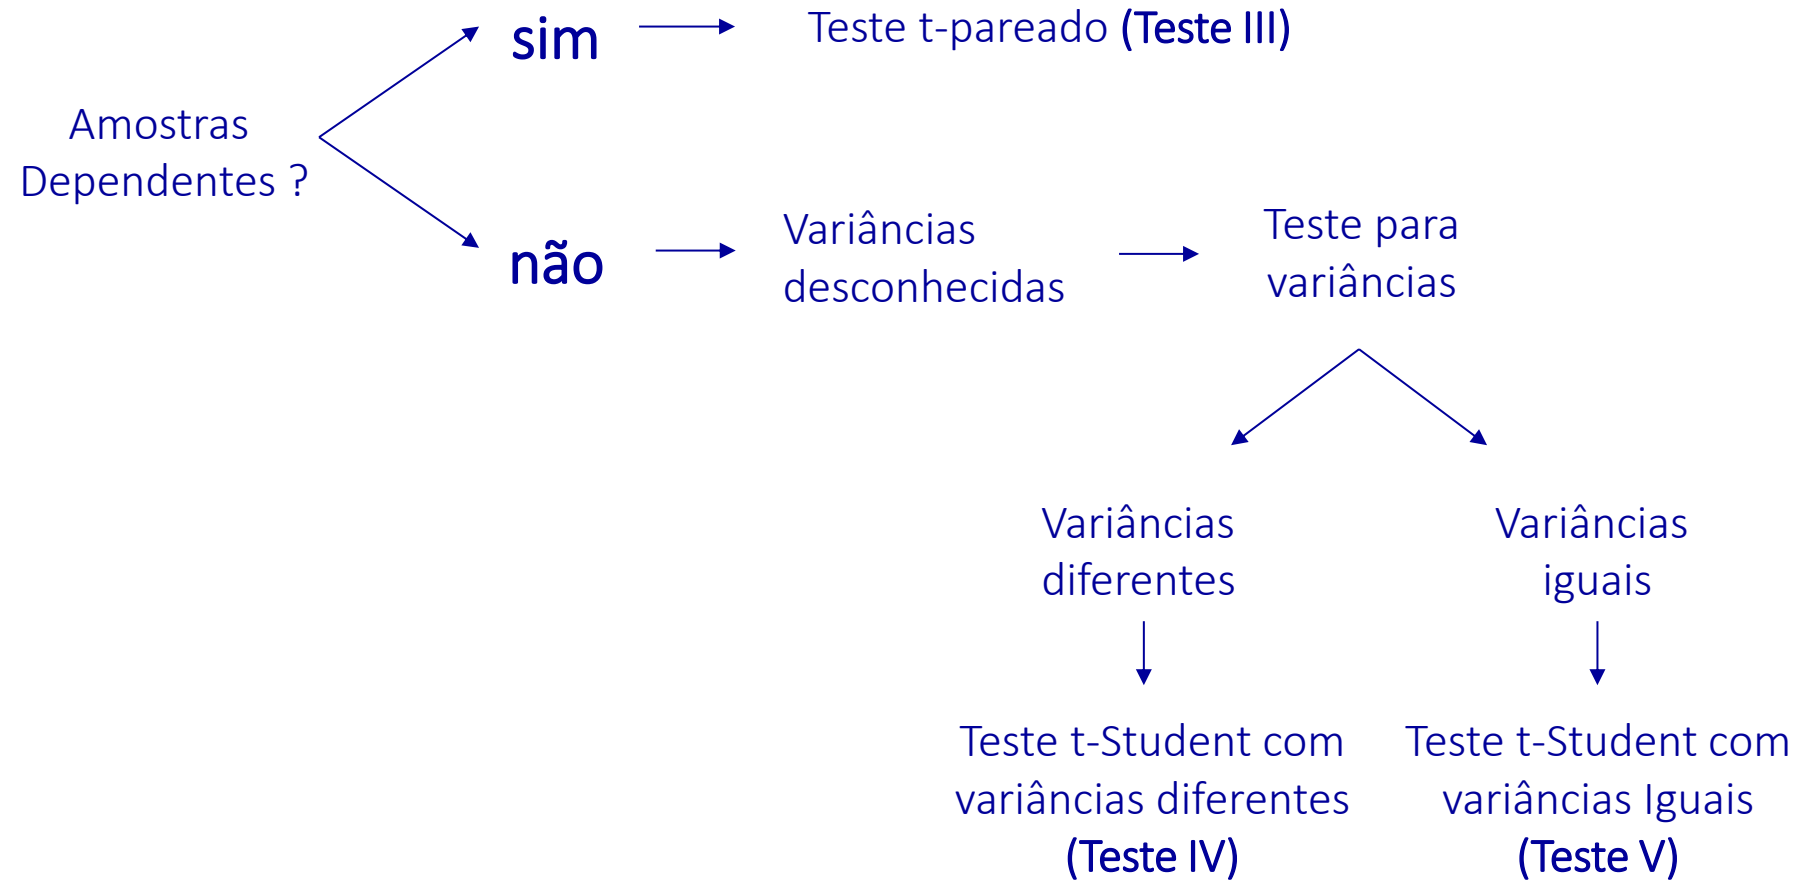 sim
Teste t-pareado (Teste III)
Amostras
Dependentes ?
não
Variâncias
desconhecidas
Teste para
variâncias
Variâncias
diferentes
Variâncias
iguais
Teste t-Student com
variâncias diferentes
(Teste IV)
Teste t-Student com
variâncias Iguais
(Teste V)